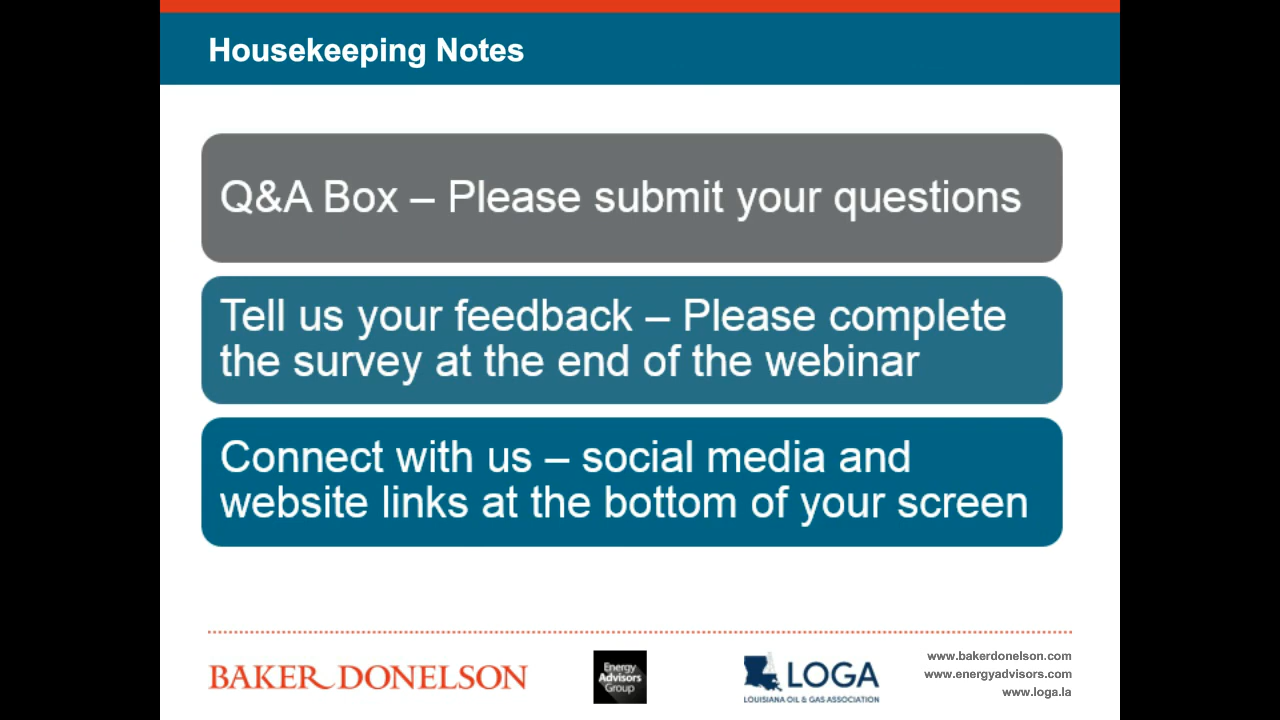 Housekeeping Notes
Q&A Box – Please submit your questions
Tell us your feedback – Please complete
the survey at the end of the webinar
Connect with us – social media and
website links at the bottom of your screen
BAKER DONELSON
Energy
Advisors
Group
LOGA
LOUISIANA OIL & GAS ASSOCIATION
www.bakerdonelson.com
www.energyadvisors.com
www.loga.la